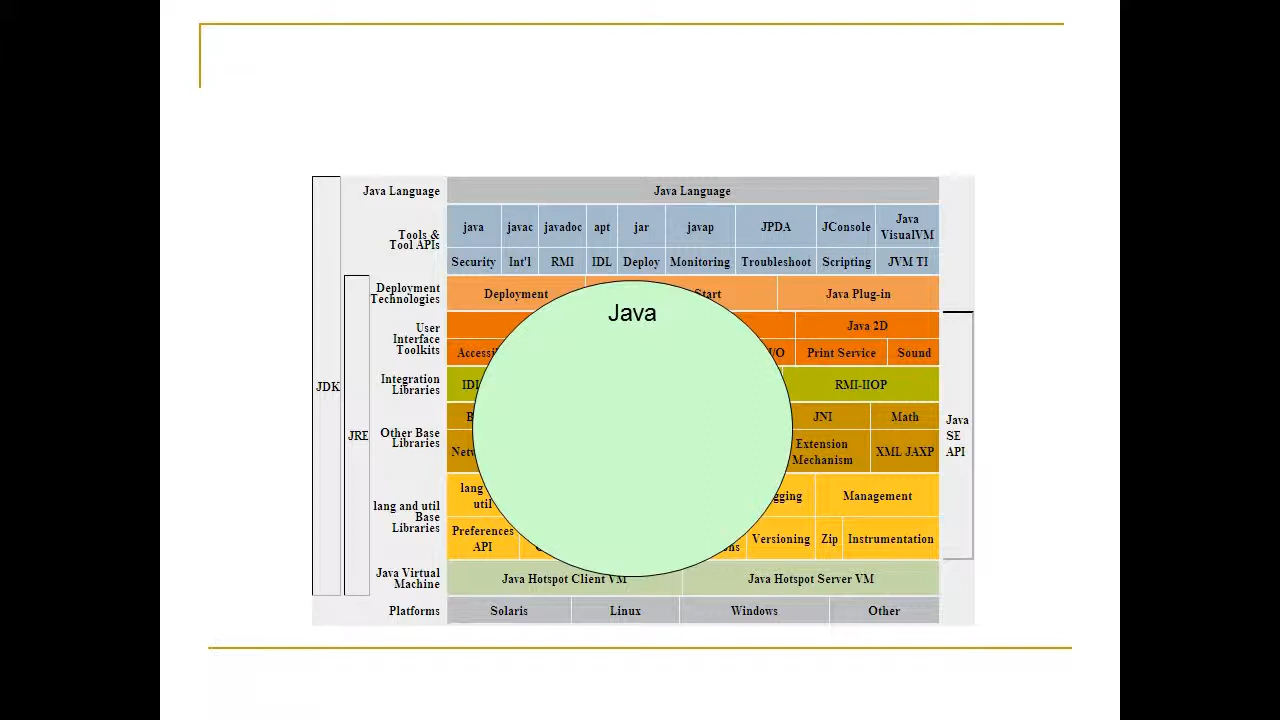 Java Language
Java Language
Tools &
Tool APIs
java javac javadoc apt jar javap JPDA JConsole Java VisualVM
Security Int'l RMI IDL Deploy Monitoring Troubleshoot Scripting JVM TI
Deployment
Technologies
Deployment Start Java Plug-in
Java
User
Interface
Toolkits
Java 2D
I/O Print Service Sound
Integration
Libraries
IDL RMI-IIOP
JDK
JRE
Other Base
Libraries
JNI Math
Extension
Mechanism
XML JAXP
Java
SE
API
lang and util
Base
Libraries
lang
util
Management
Preferences
API
Versioning Zip Instrumentation
Java Virtual
Machine
Java Hotspot Client VM Java Hotspot Server VM
Platforms Solaris Linux Windows Other